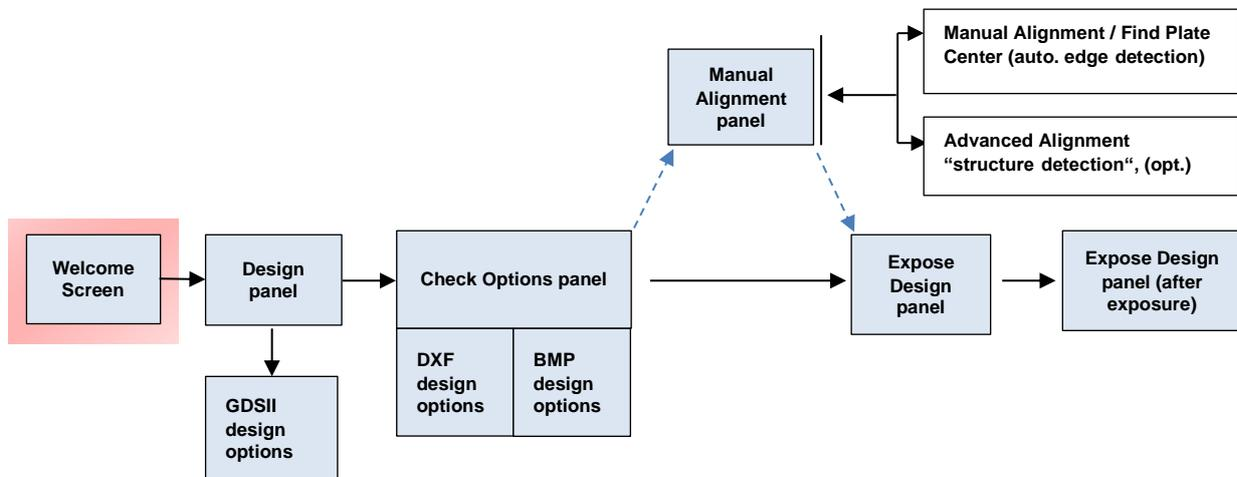 Manual Alignment / Find Plate
Center (auto. edge detection)
Manual
Alignment
panel
Advanced Alignment
“structure detection“, (opt.)
Welcome
Screen
Design
panel
Check Options panel
Expose
Design
panel
Expose Design
panel (after
exposure)
DXF
design
options
BMP
design
options
GDSII
design
options